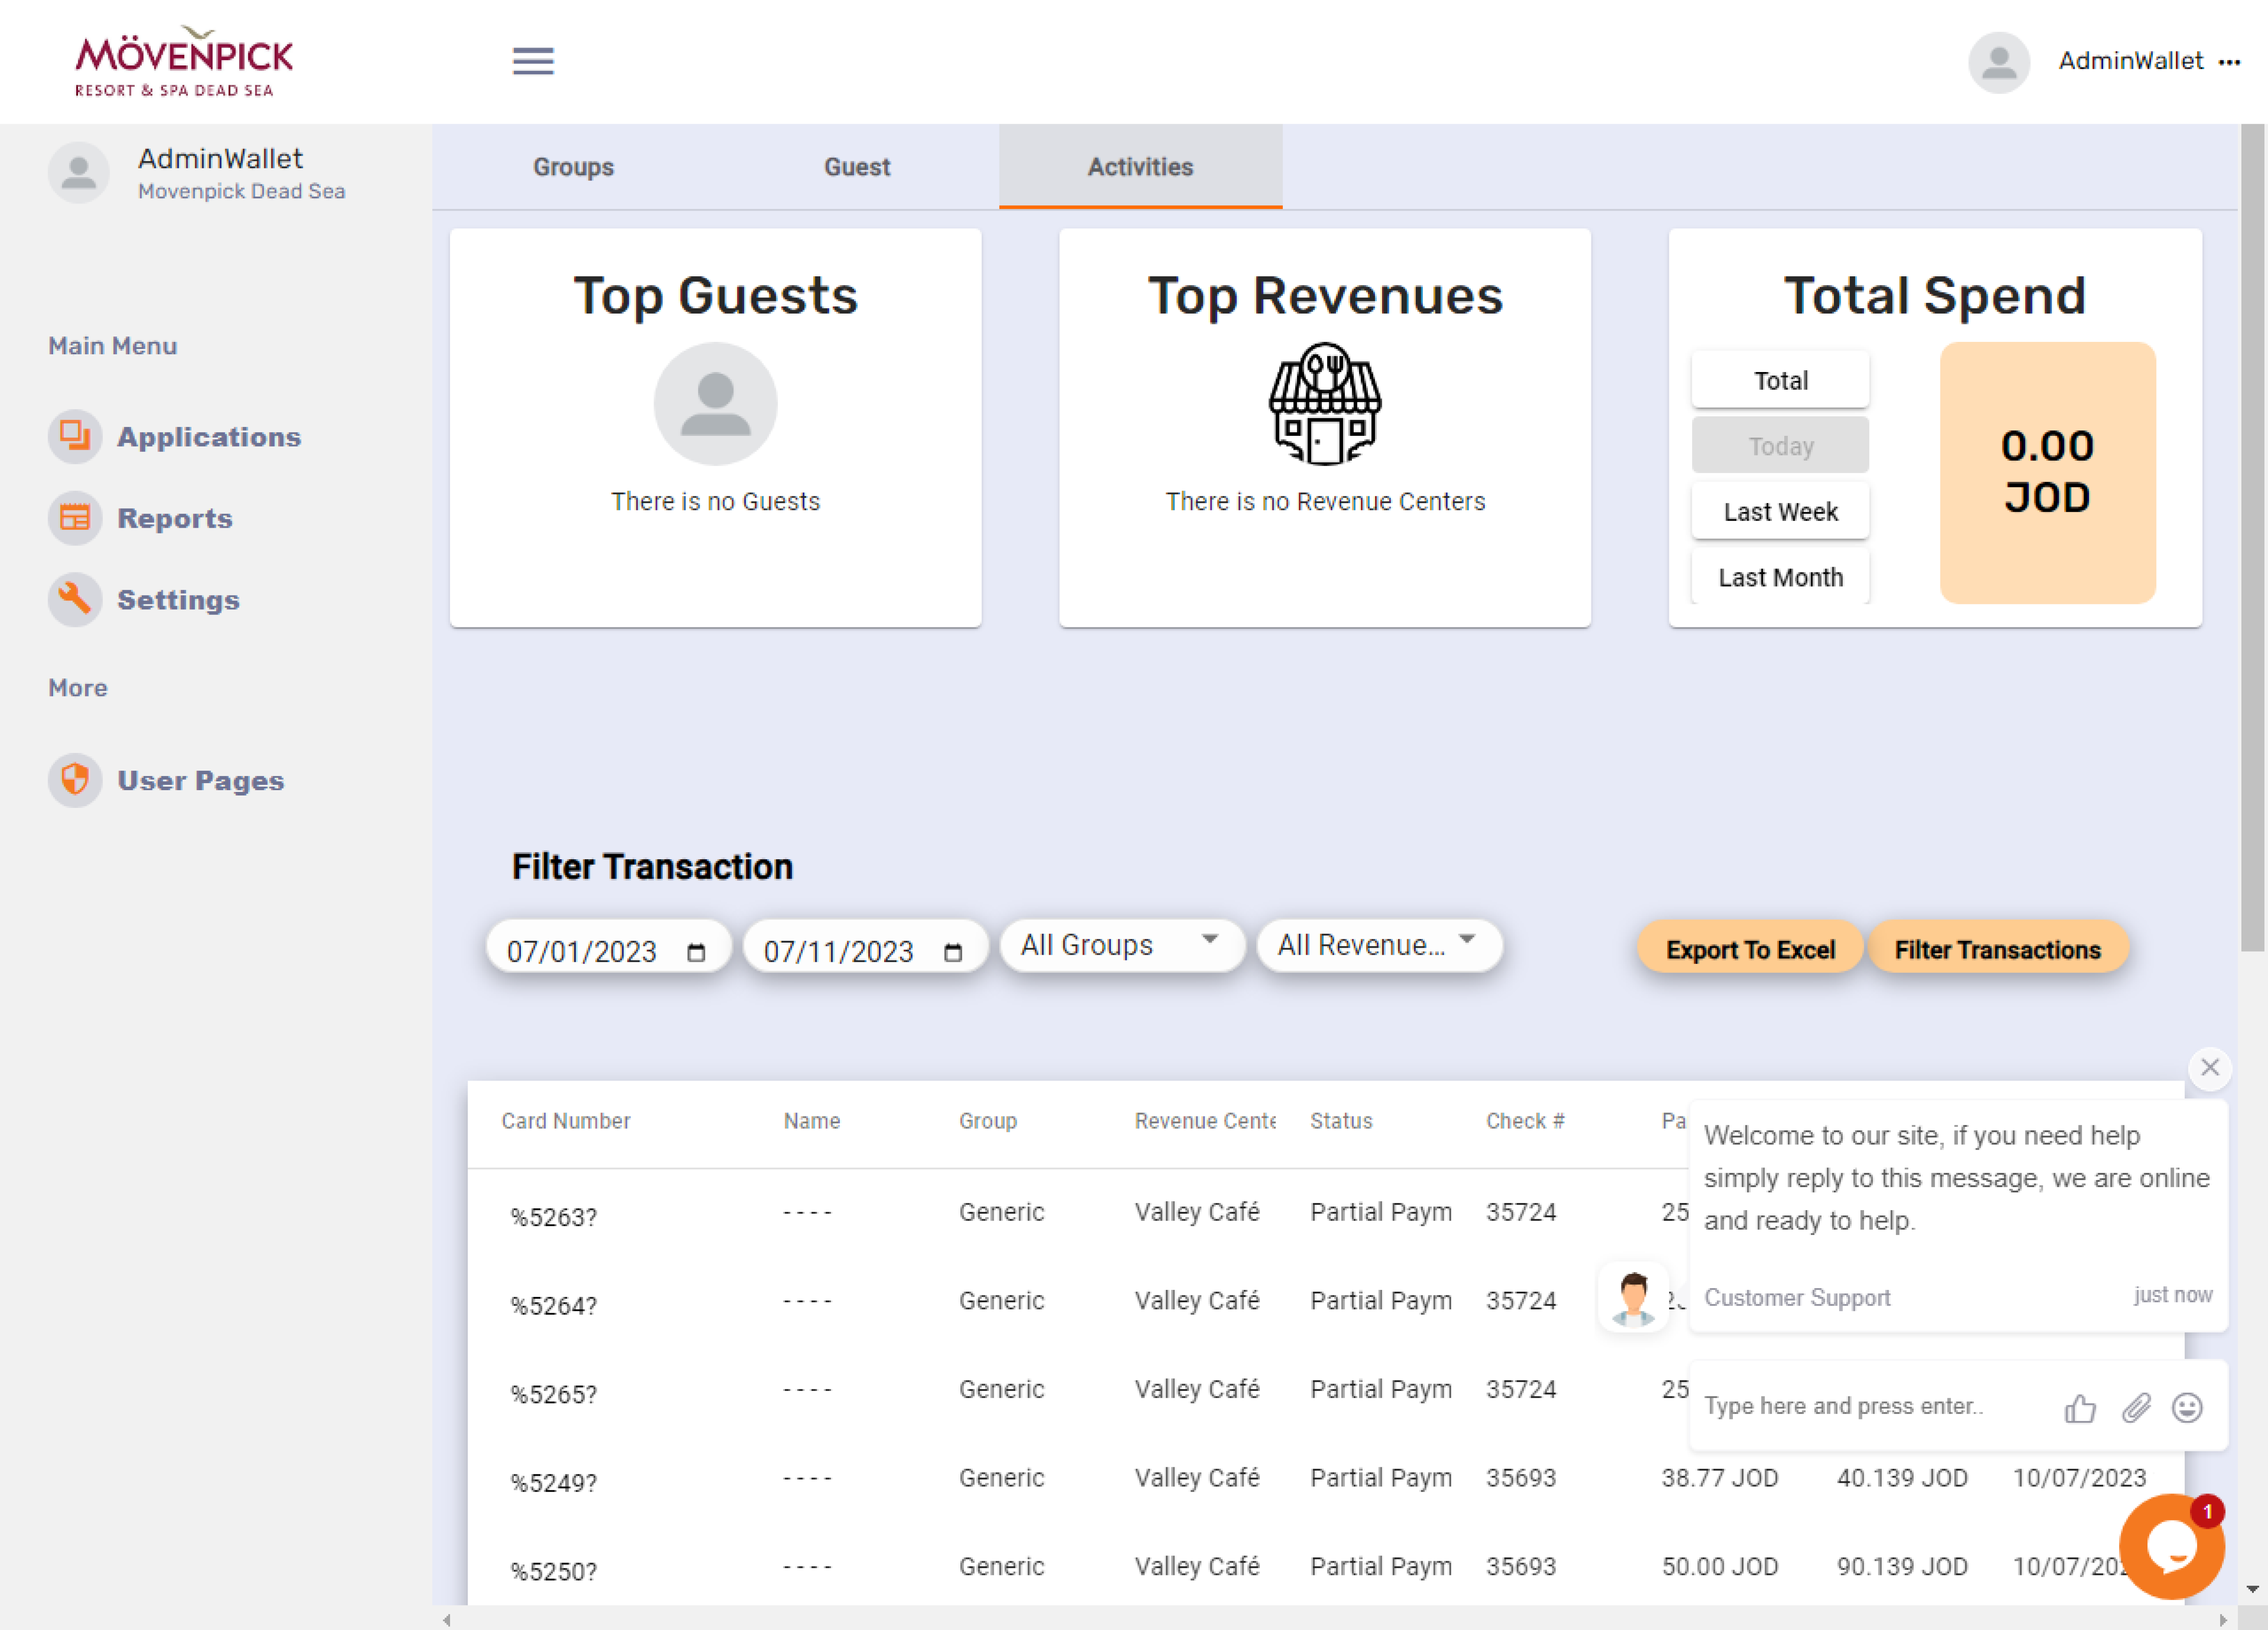 MÖVENPICK
RESORT & SPA DEAD SEA
AdminWallet ...
AdminWallet
Movenpick Dead Sea
Main Menu
Applications
Reports
Settings
More
User Pages
Groups Guest Activities
Top Guests
There is no Guests
Top Revenues
There is no Revenue Centers
Total Spend
Total
Today
Last Week
Last Month
0.00
JOD
Filter Transaction
07/01/2023 07/11/2023 All Groups All Revenue... Export To Excel Filter Transactions
Card Number Name Group Revenue Cente Status Check # Pa
%5263? ---- Generic Valley Café Partial Paym 35724 25
%5264? ---- Generic Valley Café Partial Paym 35724
%5265? ---- Generic Valley Café Partial Paym 35724 25
%5249? ---- Generic Valley Café Partial Paym 35693 38.77 JOD 40.139 JOD 10/07/2023
%5250? ---- Generic Valley Café Partial Paym 35693 50.00 JOD 90.139 JOD 10/07/20
Welcome to our site, if you need help
simply reply to this message, we are online
and ready to help.
Customer Support just now
Type here and press enter..
1